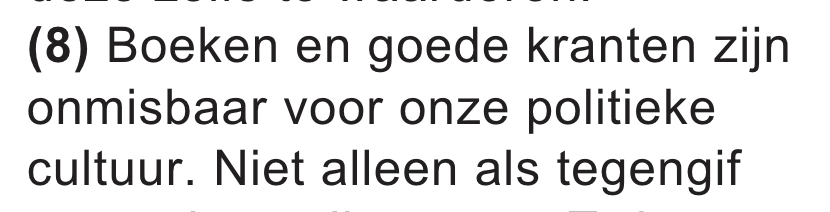 (8) Boeken en goede kranten zijn
onmisbaar voor onze politieke
cultuur. Niet alleen als tegengif